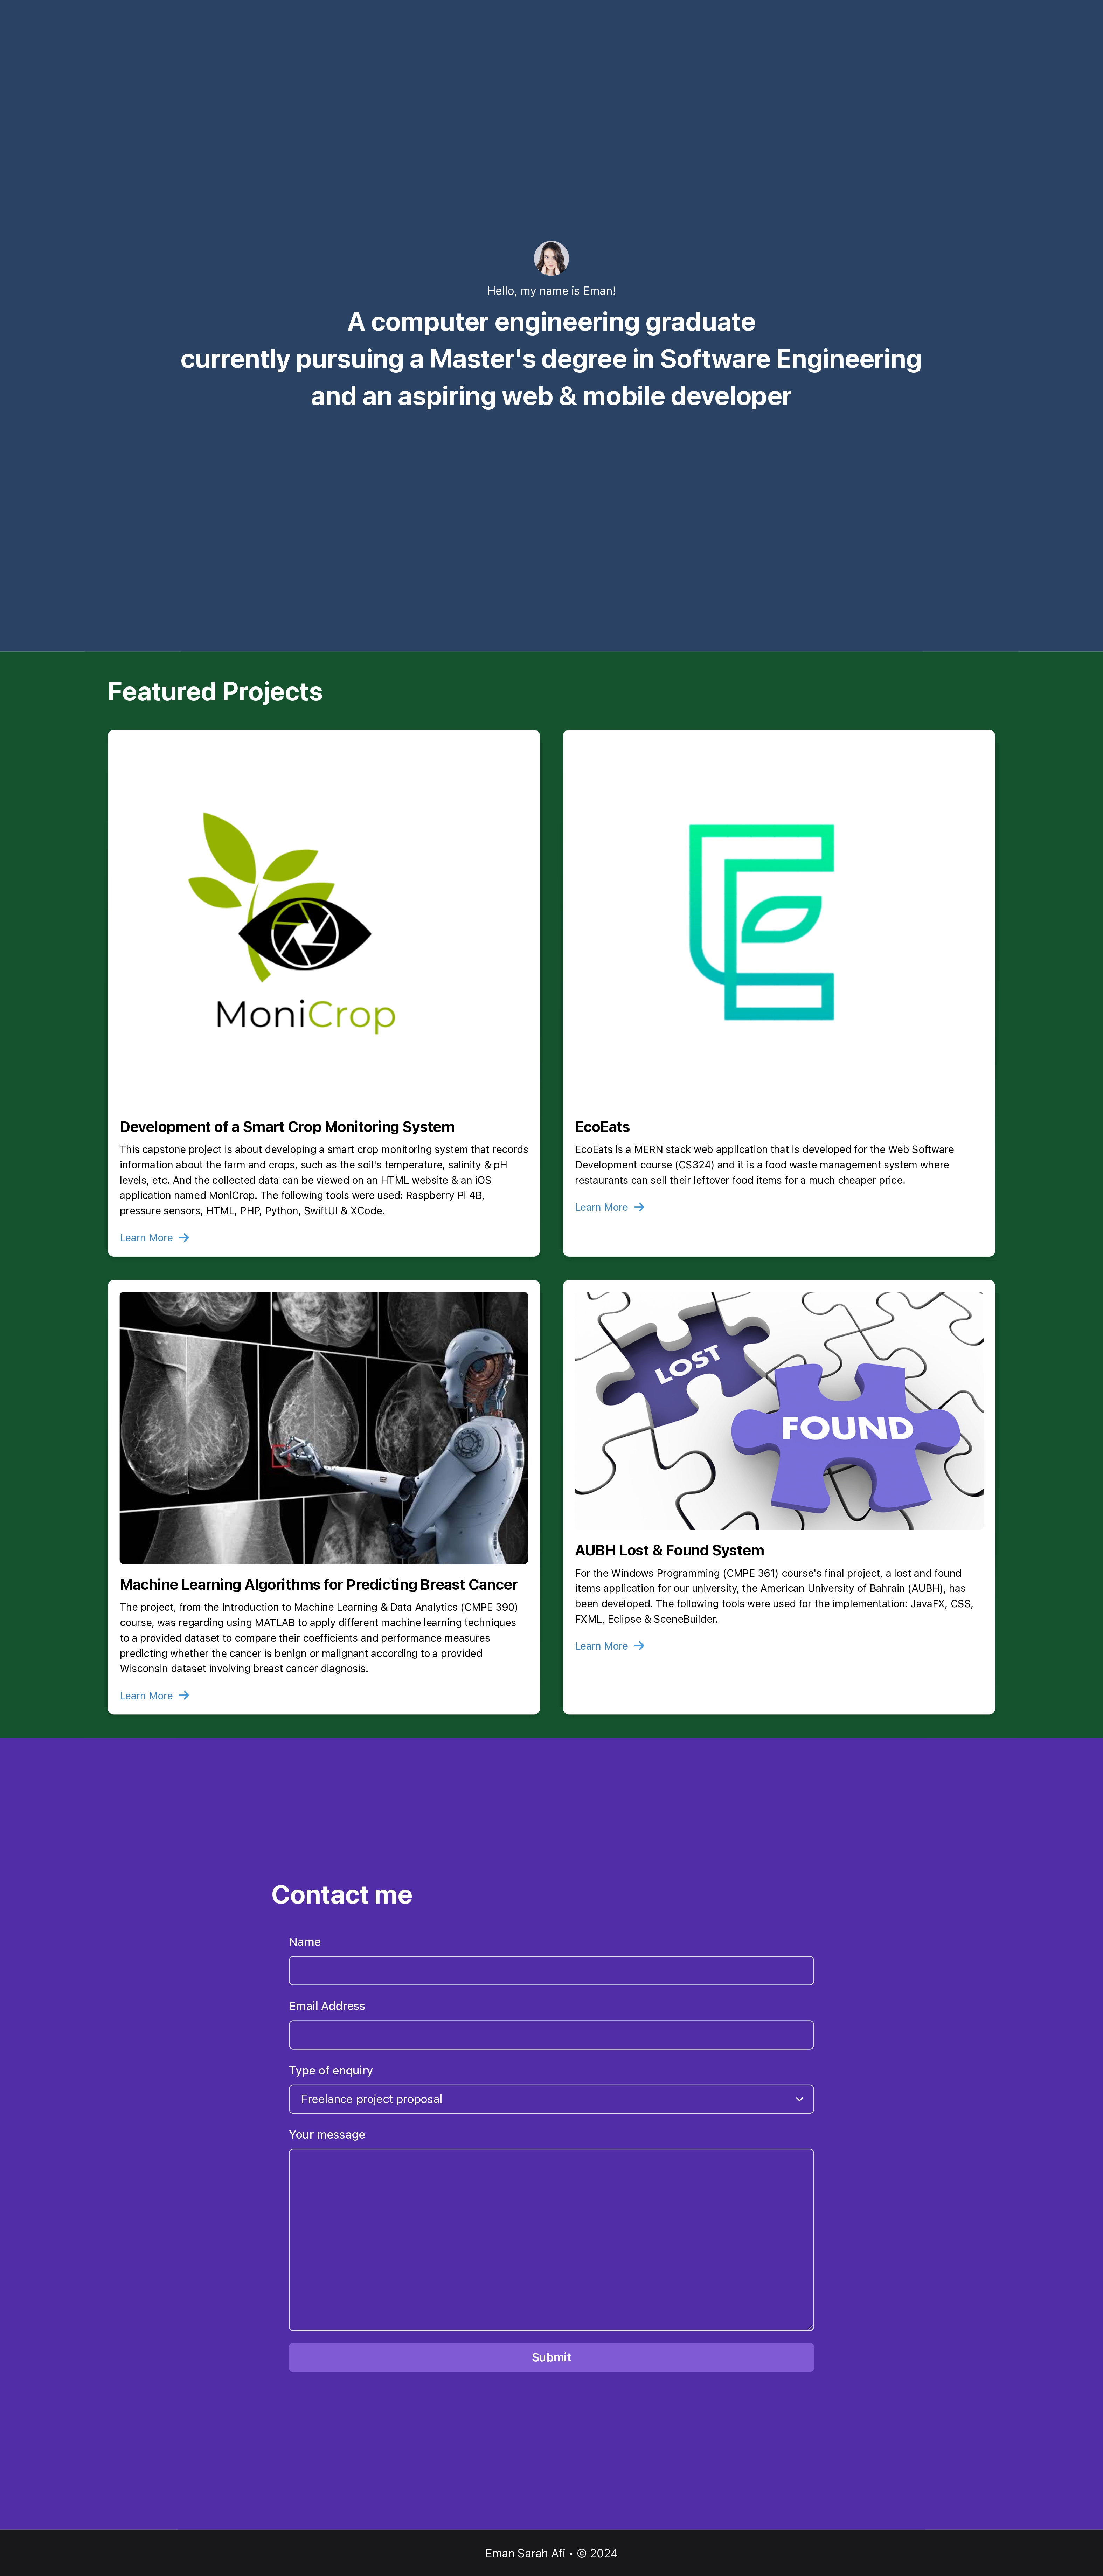 Hello, my name is Eman!
A computer engineering graduate
currently pursuing a Master's degree in Software Engineering
and an aspiring web & mobile developer
Featured Projects
MoniCrop
Development of a Smart Crop Monitoring System
This capstone project is about developing a smart crop monitoring system that records
information about the farm and crops, such as the soil's temperature, salinity & pH
levels, etc. And the collected data can be viewed on an HTML website & an iOS
application named MoniCrop. The following tools were used: Raspberry Pi 4B,
pressure sensors, HTML, PHP, Python, SwiftUI & XCode.
Learn More
EcoEats
EcoEats is a MERN stack web application that is developed for the Web Software
Development course (CS324) and it is a food waste management system where
restaurants can sell their leftover food items for a much cheaper price.
Learn More
Machine Learning Algorithms for Predicting Breast Cancer
The project, from the Introduction to Machine Learning & Data Analytics (CMPE 390)
course, was regarding using MATLAB to apply different machine learning techniques
to a provided dataset to compare their coefficients and performance measures
predicting whether the cancer is benign or malignant according to a provided
Wisconsin dataset involving breast cancer diagnosis.
Learn More
LOST
FOUND
AUBH Lost & Found System
For the Windows Programming (CMPE 361) course's final project, a lost and found
items application for our university, the American University of Bahrain (AUBH), has
been developed. The following tools were used for the implementation: JavaFX, CSS,
FXML, Eclipse & SceneBuilder.
Learn More
Contact me
Name
Email Address
Type of enquiry
Freelance project proposal
Your message
Submit
Eman Sarah Afi • © 2024